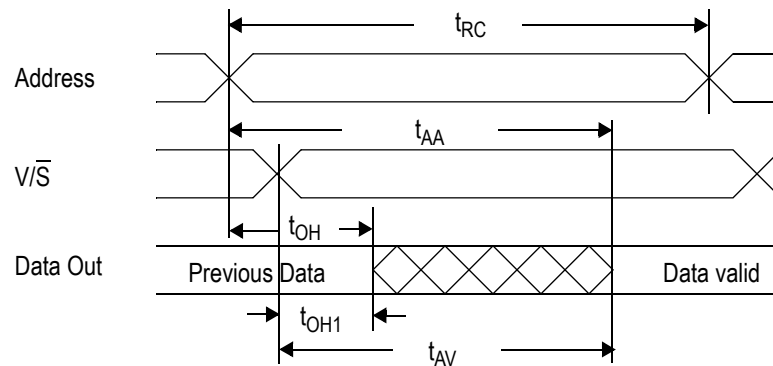 tRC
Address
tAA
V/S̅
tOH
Data Out Previous Data Data valid
tOH1
tAV